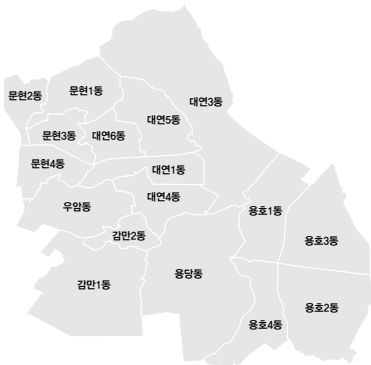 문현2동
문현1동
대연3동
대연5동
문현3동
대연6동
문현4동
대연1동
대연4동
우암동
용호1동
감만2동
용호3동
용당동
감만1동
용호2동
용호4동